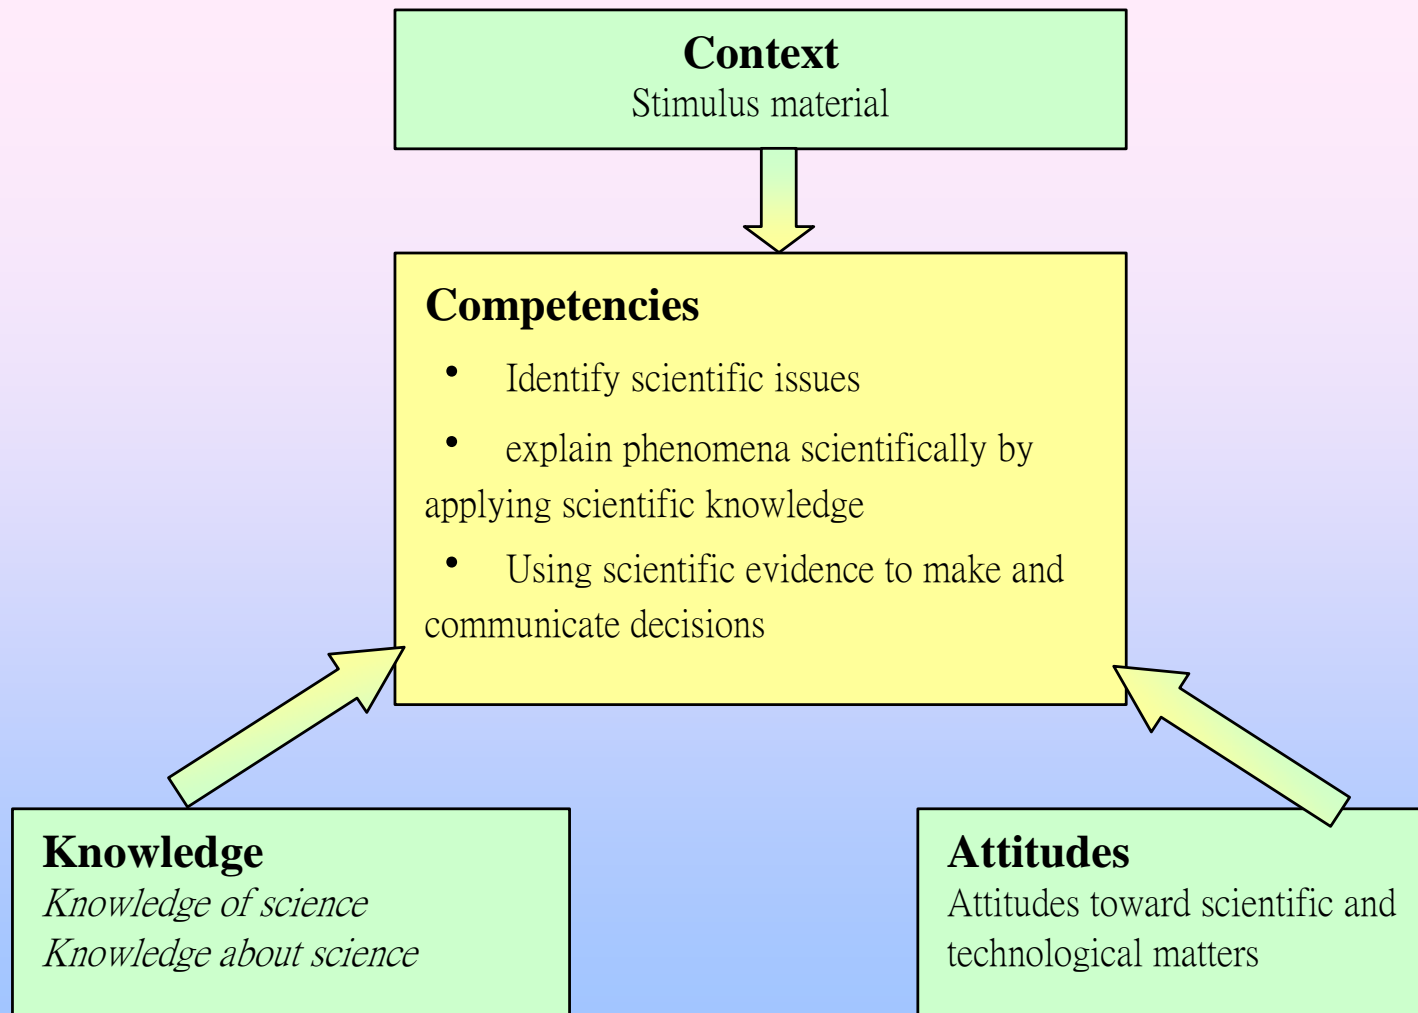 Context
Stimulus material
Competencies
• Identify scientific issues
• explain phenomena scientifically by
applying scientific knowledge
• Using scientific evidence to make and
communicate decisions
Knowledge
Knowledge of science
Knowledge about science
Attitudes
Attitudes toward scientific and
technological matters